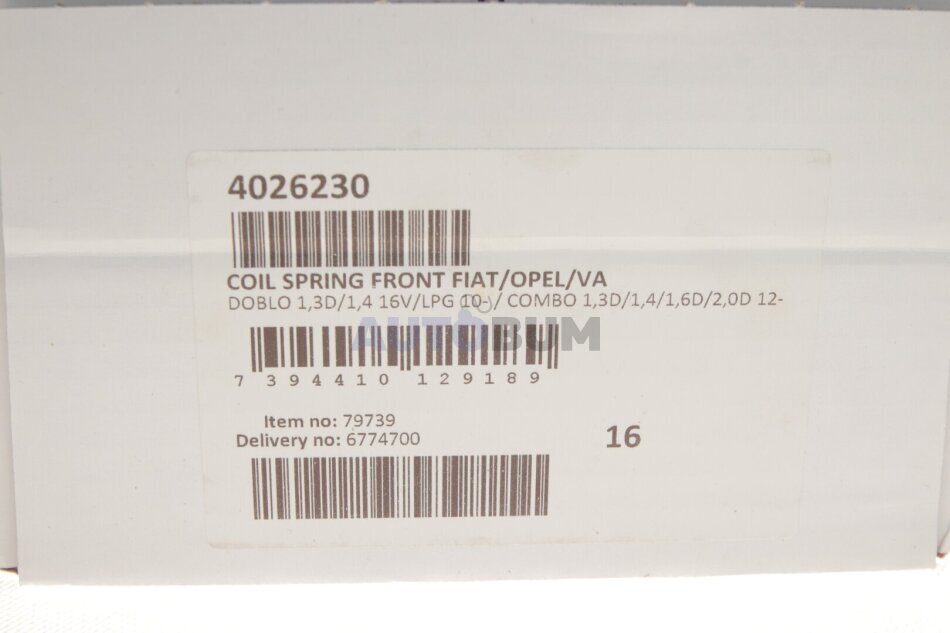 4026230
COIL SPRING FRONT FIAT/OPEL/VA
DOBLO 1,3D/1,4 16V/LPG 10-)/ COMBO 1,3D/1,4/1,6D/2,0D 12-
AUTOBUM
7 394410 129189
Item no: 79739
Delivery no: 6774700
16